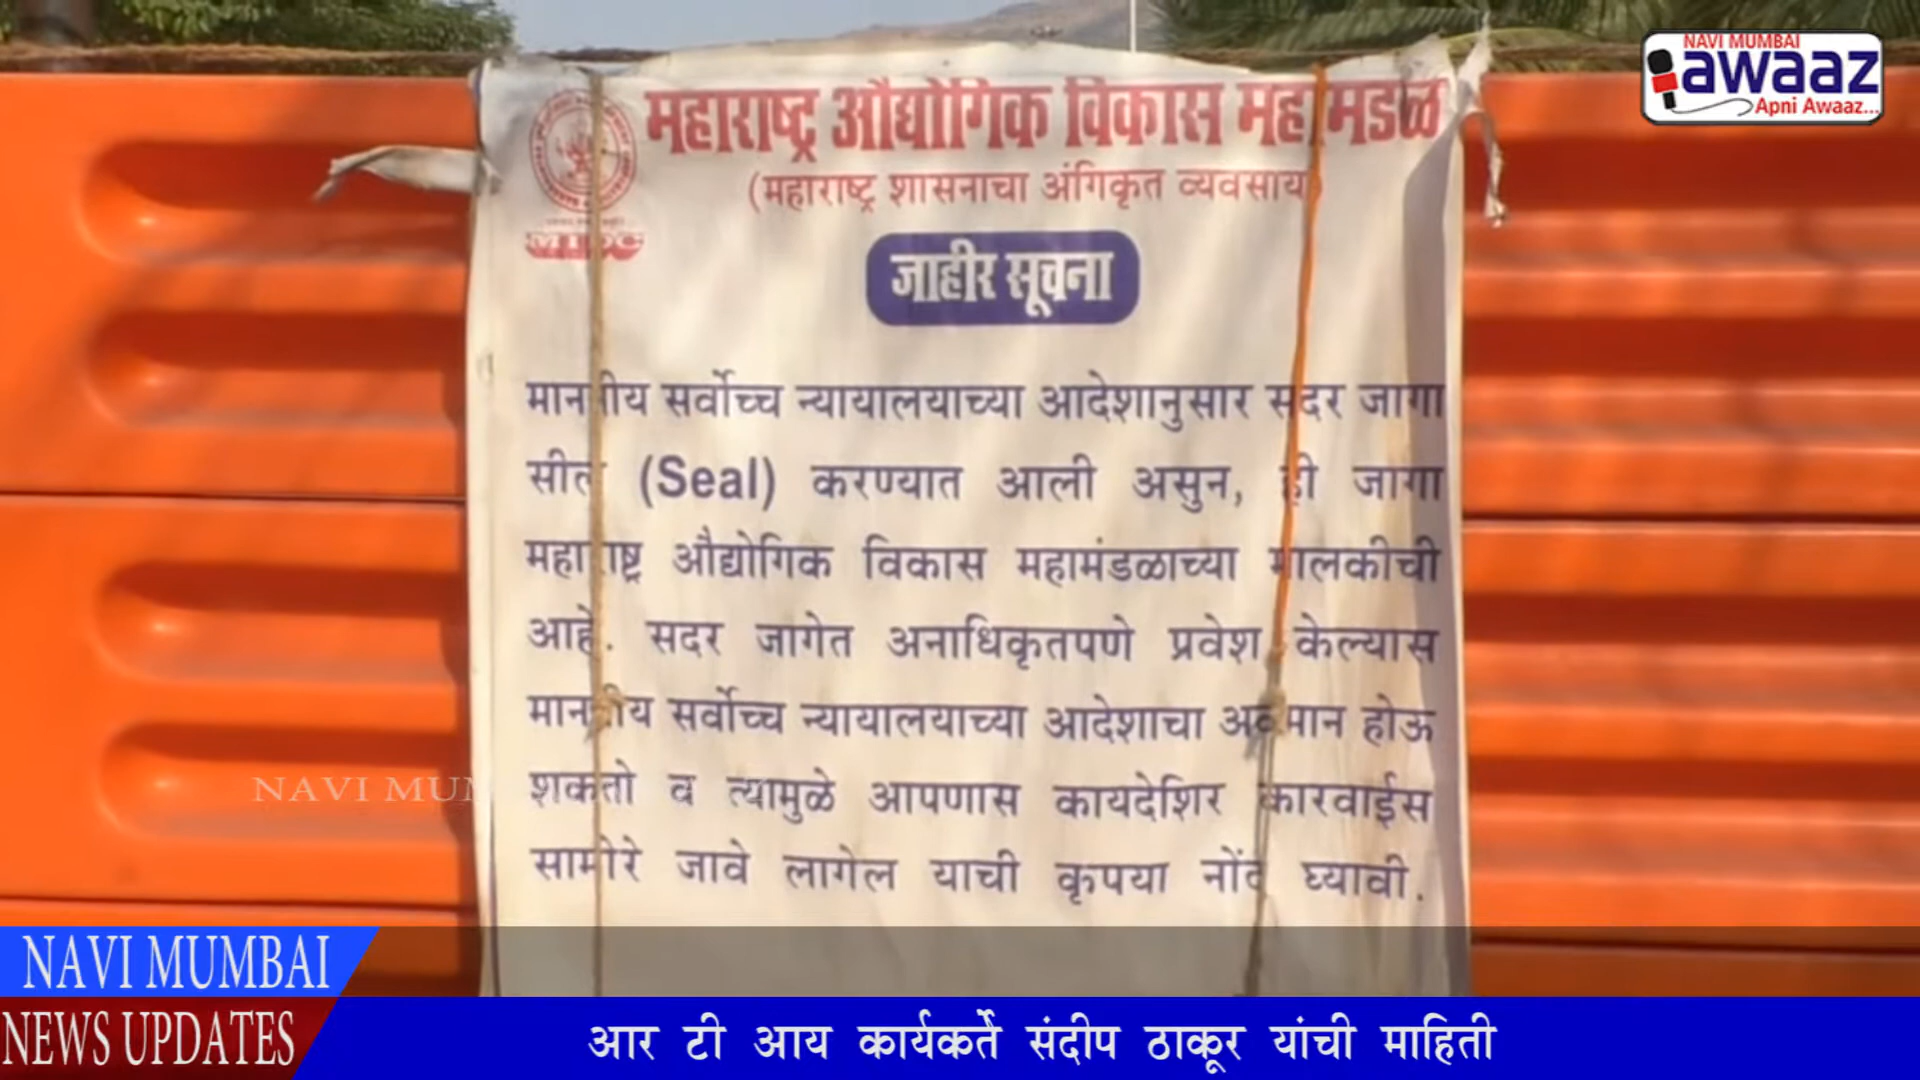 NAVI MUMBAI
awaaz
Apni Awaaz...
महाराष्ट्र औद्योगिक विकास महामंडळ
(महाराष्ट्र शासनाचा अंगिकृत व्यवसाय)
MIDC
जाहीर सूचना
माननीय सर्वोच्च न्यायालयाच्या आदेशानुसार सदर जागा
सील (Seal) करण्यात आली असुन, ही जागा
महाराष्ट्र औद्योगिक विकास महामंडळाच्या मालकीची
आहे. सदर जागेत अनाधिकृतपणे प्रवेश केल्यास
माननीय सर्वोच्च न्यायालयाच्या आदेशाचा अवमान होऊ
शकतो व त्यामुळे आपणास कायदेशिर कारवाईस
सामोरे जावे लागेल याची कृपया नोंद घ्यावी.
NAVI MUM
NAVI MUMBAI
NEWS UPDATES
आर टी आय कार्यकर्ते संदीप ठाकूर यांची माहिती